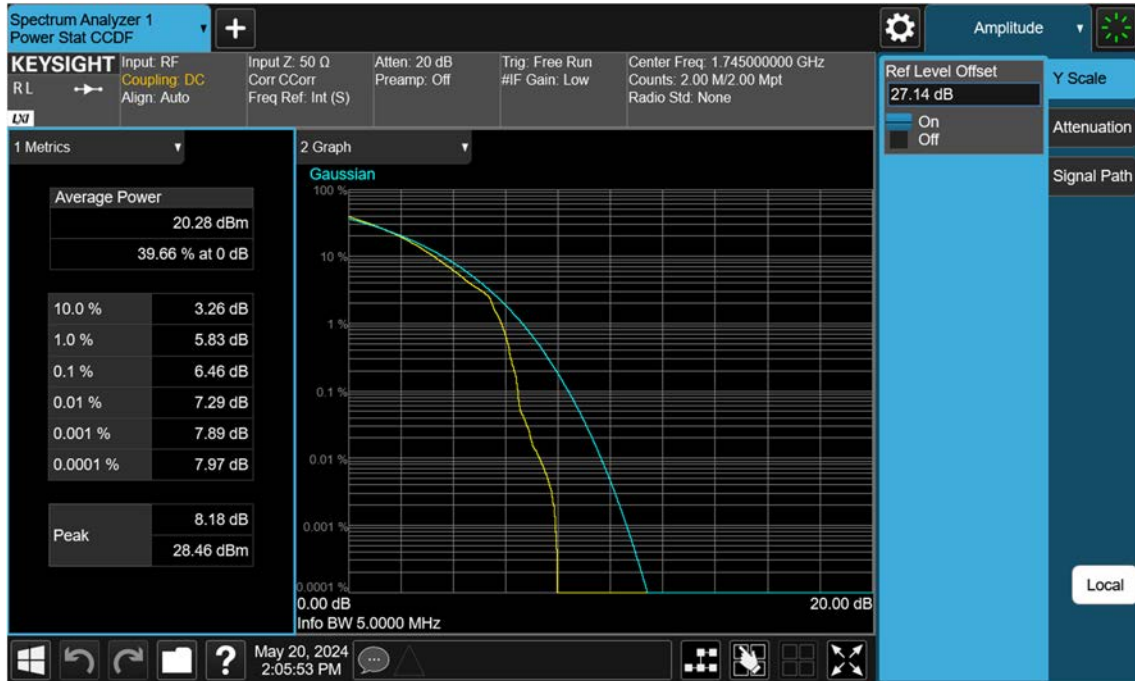 Spectrum Analyzer 1
Power Stat CCDF
+
Amplitude
KEYSIGHT
RL
LXI
Input: RF
Coupling: DC
Align: Auto
Input Z: 50 Ω
Corr CCorr
Freq Ref: Int (S)
Atten: 20 dB
Preamp: Off
Trig: Free Run
#IF Gain: Low
Center Freq: 1.745000000 GHz
Counts: 2.00 M/2.00 Mpt
Radio Std: None
Ref Level Offset
27.14 dB
On
Off
Y Scale
Attenuation
Signal Path
1 Metrics
Average Power
20.28 dBm
39.66 % at 0 dB
10.0 % 3.26 dB
1.0 % 5.83 dB
0.1 % 6.46 dB
0.01 % 7.29 dB
0.001 % 7.89 dB
0.0001 % 7.97 dB
Peak
8.18 dB
28.46 dBm
2 Graph
Gaussian
100 %
10 %
1 %
0.1 %
0.01 %
0.001 %
0.0001 %
0.00 dB 20.00 dB
Info BW 5.0000 MHz
Local
?
May 20, 2024
2:05:53 PM